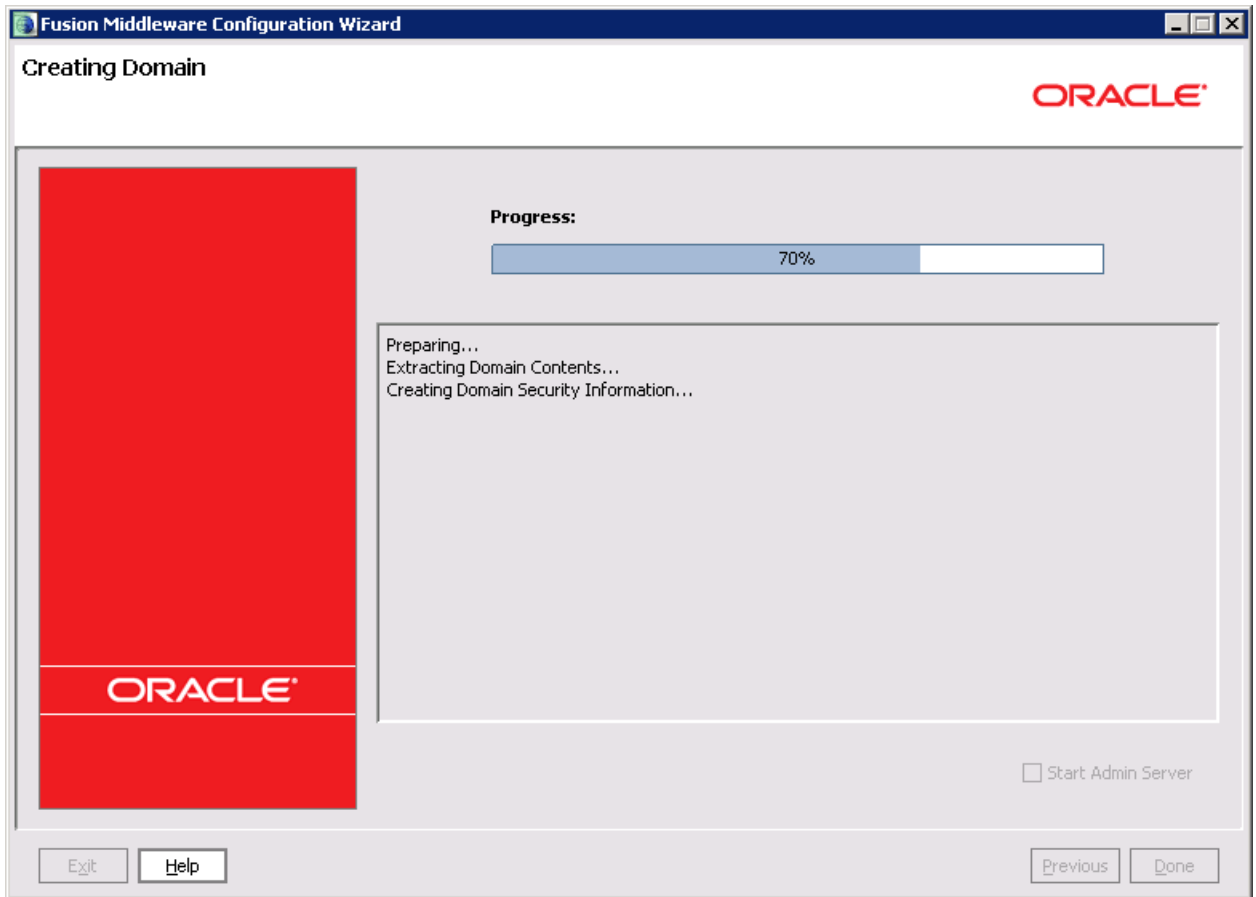 Fusion Middleware Configuration Wizard
Creating Domain
ORACLE
Progress:
70%
Preparing...
Extracting Domain Contents...
Creating Domain Security Information...
ORACLE
Start Admin Server
Exit
Help
Previous
Done